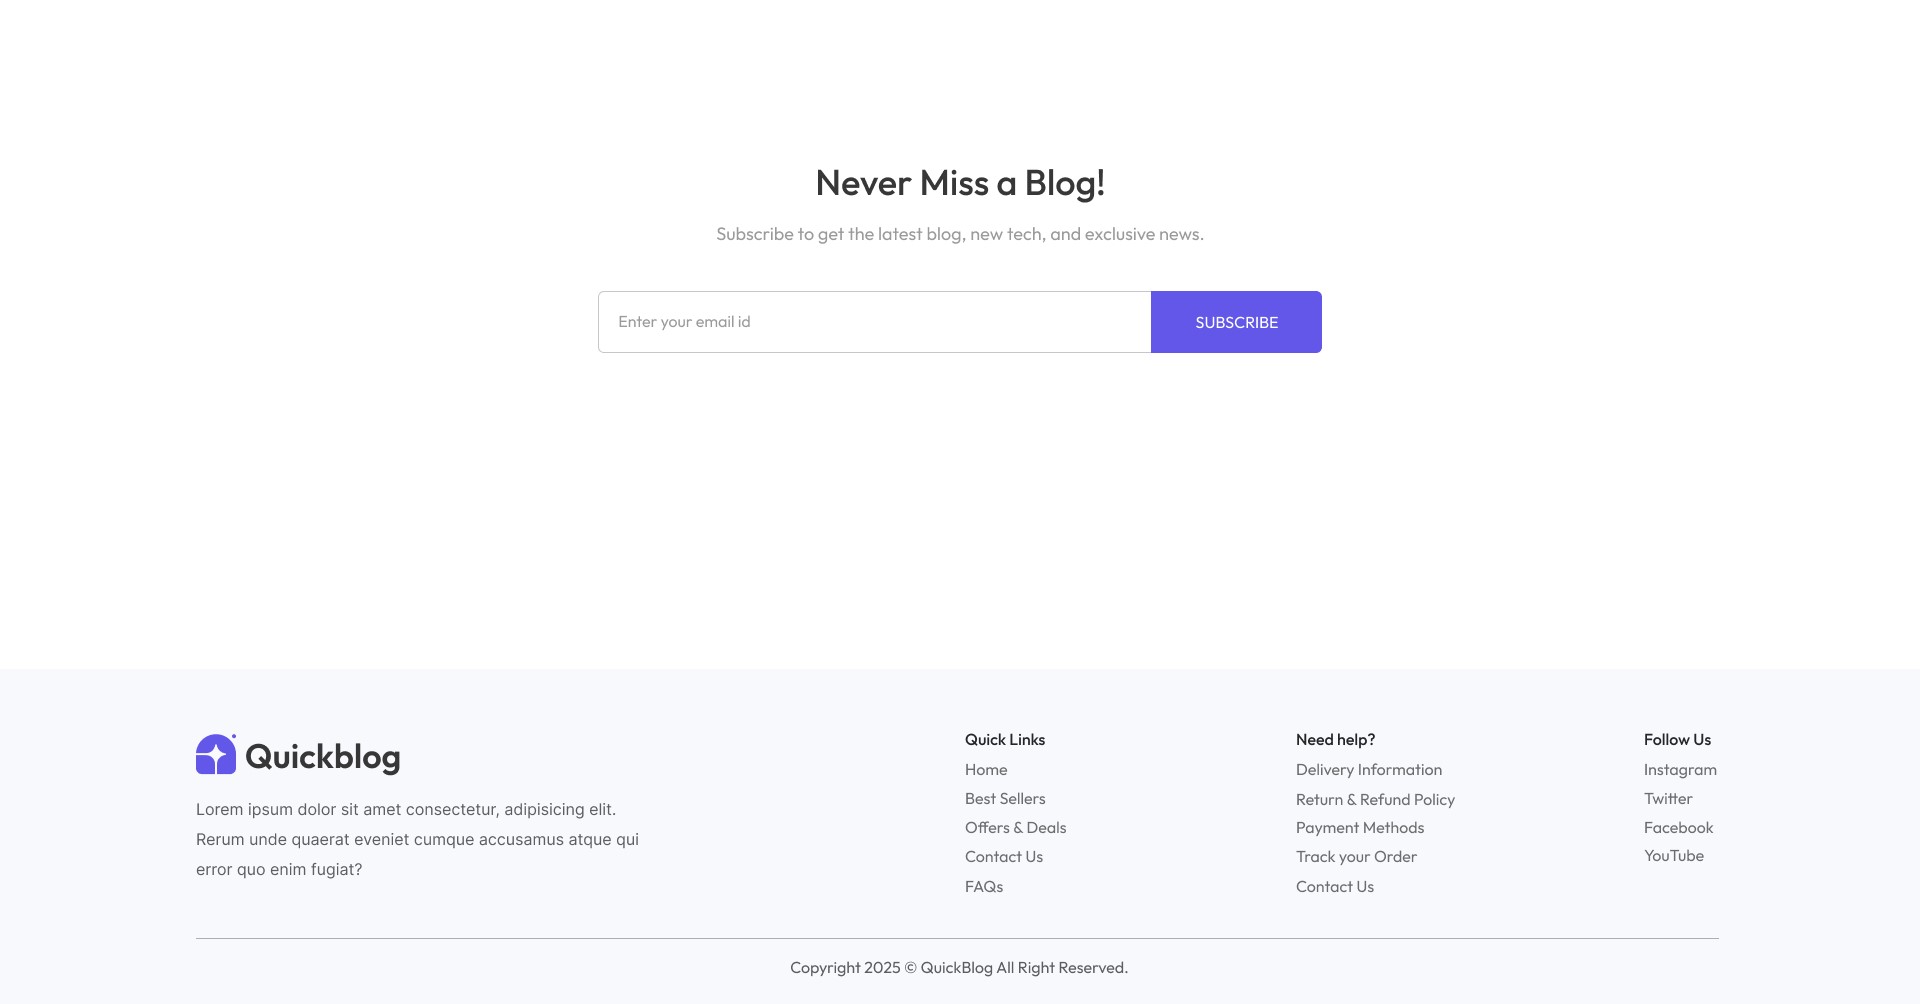 Never Miss a Blog!
Subscribe to get the latest blog, new tech, and exclusive news.
Enter your email id
SUBSCRIBE
Quickblog
Lorem ipsum dolor sit amet consectetur, adipisicing elit.
Rerum unde quaerat eveniet cumque accusamus atque qui
error quo enim fugiat?
Quick Links
Home
Best Sellers
Offers & Deals
Contact Us
FAQs
Need help?
Delivery Information
Return & Refund Policy
Payment Methods
Track your Order
Contact Us
Follow Us
Instagram
Twitter
Facebook
YouTube
Copyright 2025 © QuickBlog All Right Reserved.